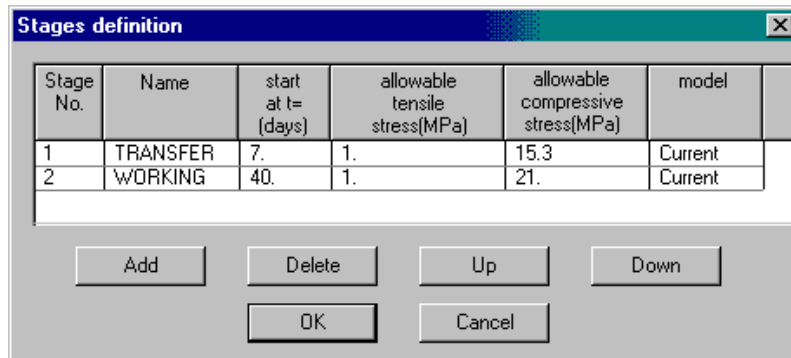 Stages definition
Stage No. Name start at t= (days) allowable tensile stress(MPa) allowable compressive stress(MPa) model
1 TRANSFER 7. 1. 15.3 Current
2 WORKING 40. 1. 21. Current
Add Delete Up Down
OK Cancel